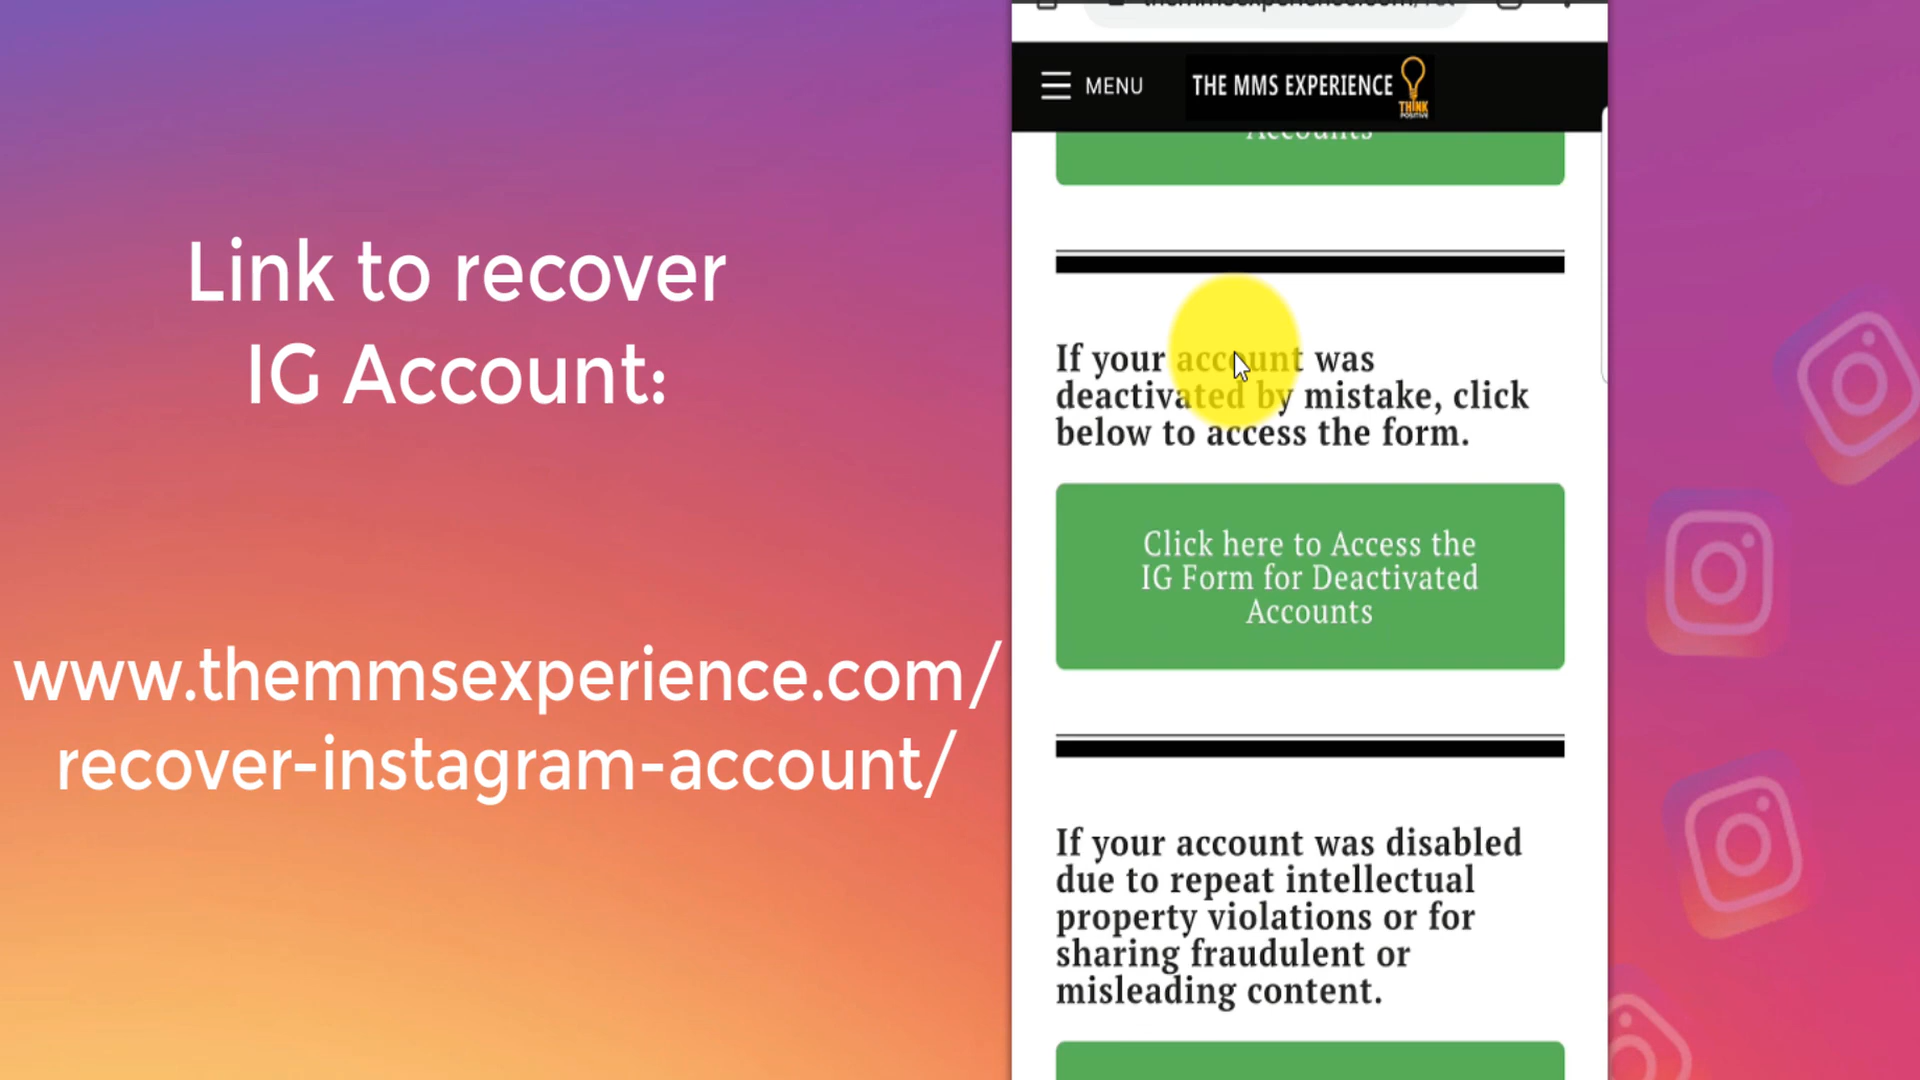 Link to recover
IG Account:
www.themmsexperience.com/
recover-instagram-account/
MENU
THE MMS EXPERIENCE
THINK
POSITIVE
Accounts
If your account was
deactivated by mistake, click
below to access the form.
Click here to Access the
IG Form for Deactivated
Accounts
If your account was disabled
due to repeat intellectual
property violations or for
sharing fraudulent or
misleading content.